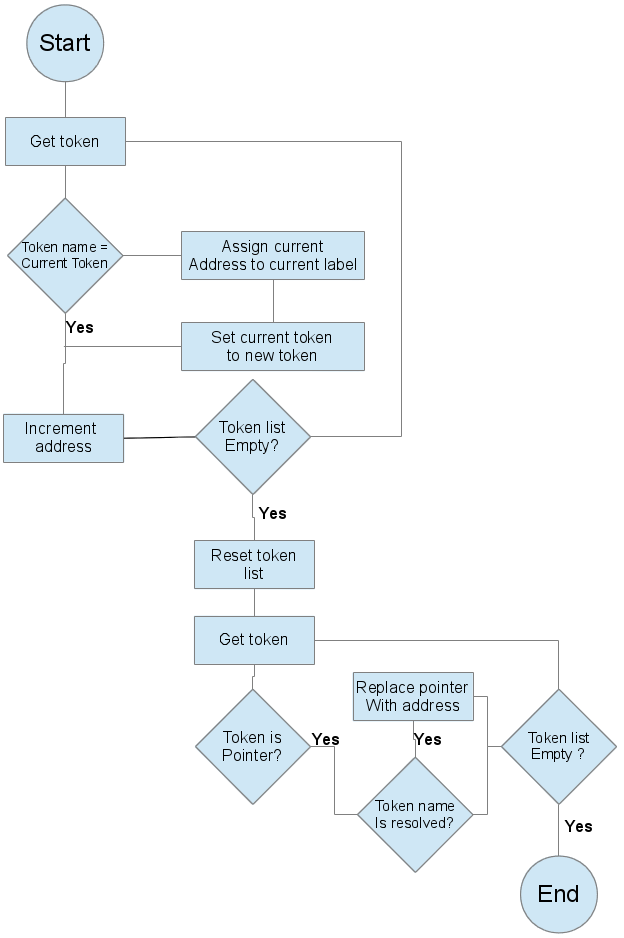 Start
Get token
Token name =
Current Token
Assign current
Address to current label
Yes
Set current token
to new token
Increment
address
Token list
Empty?
Yes
Reset token
list
Get token
Token is
Pointer?
Yes
Replace pointer
With address
Yes
Token name
Is resolved?
Token list
Empty ?
Yes
End